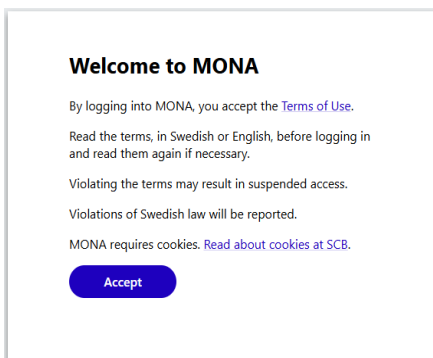 Welcome to MONA
By logging into MONA, you accept the Terms of Use.
Read the terms, in Swedish or English, before logging in
and read them again if necessary.
Violating the terms may result in suspended access.
Violations of Swedish law will be reported.
MONA requires cookies. Read about cookies at SCB.
Accept